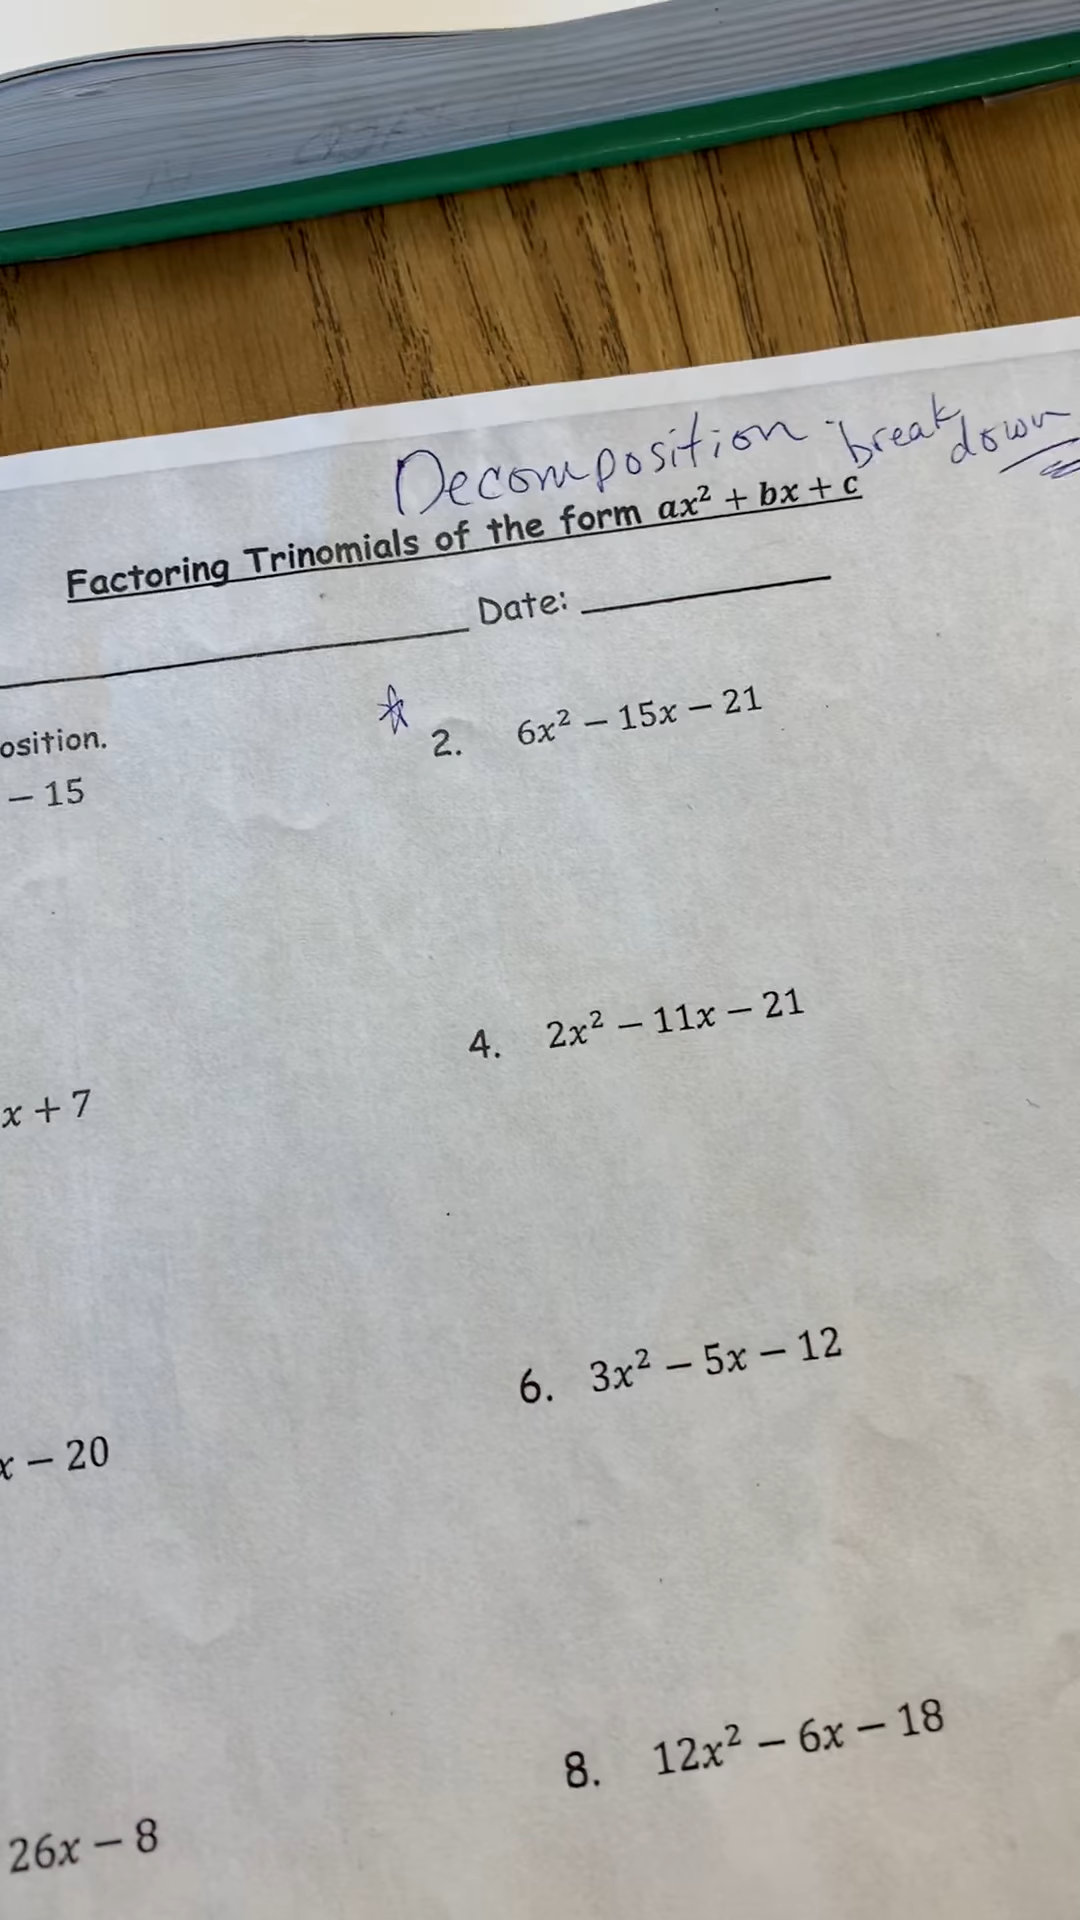 Decomposition - break down
Factoring Trinomials of the form ax² + bx + c
Date:
osition.
2. 6x² − 15x − 21
− 15
4. 2x² − 11x − 21
x + 7
6. 3x² − 5x − 12
x − 20
8. 12x² − 6x − 18
26x − 8